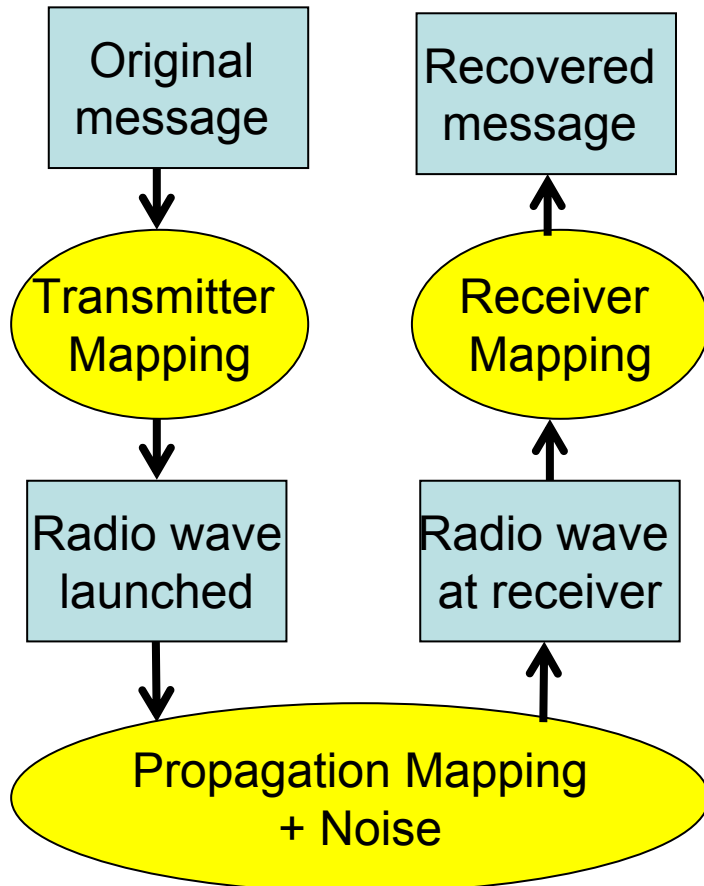 Original
message
Transmitter
Mapping
Radio wave
launched
Propagation Mapping
+ Noise
Radio wave
at receiver
Receiver
Mapping
Recovered
message